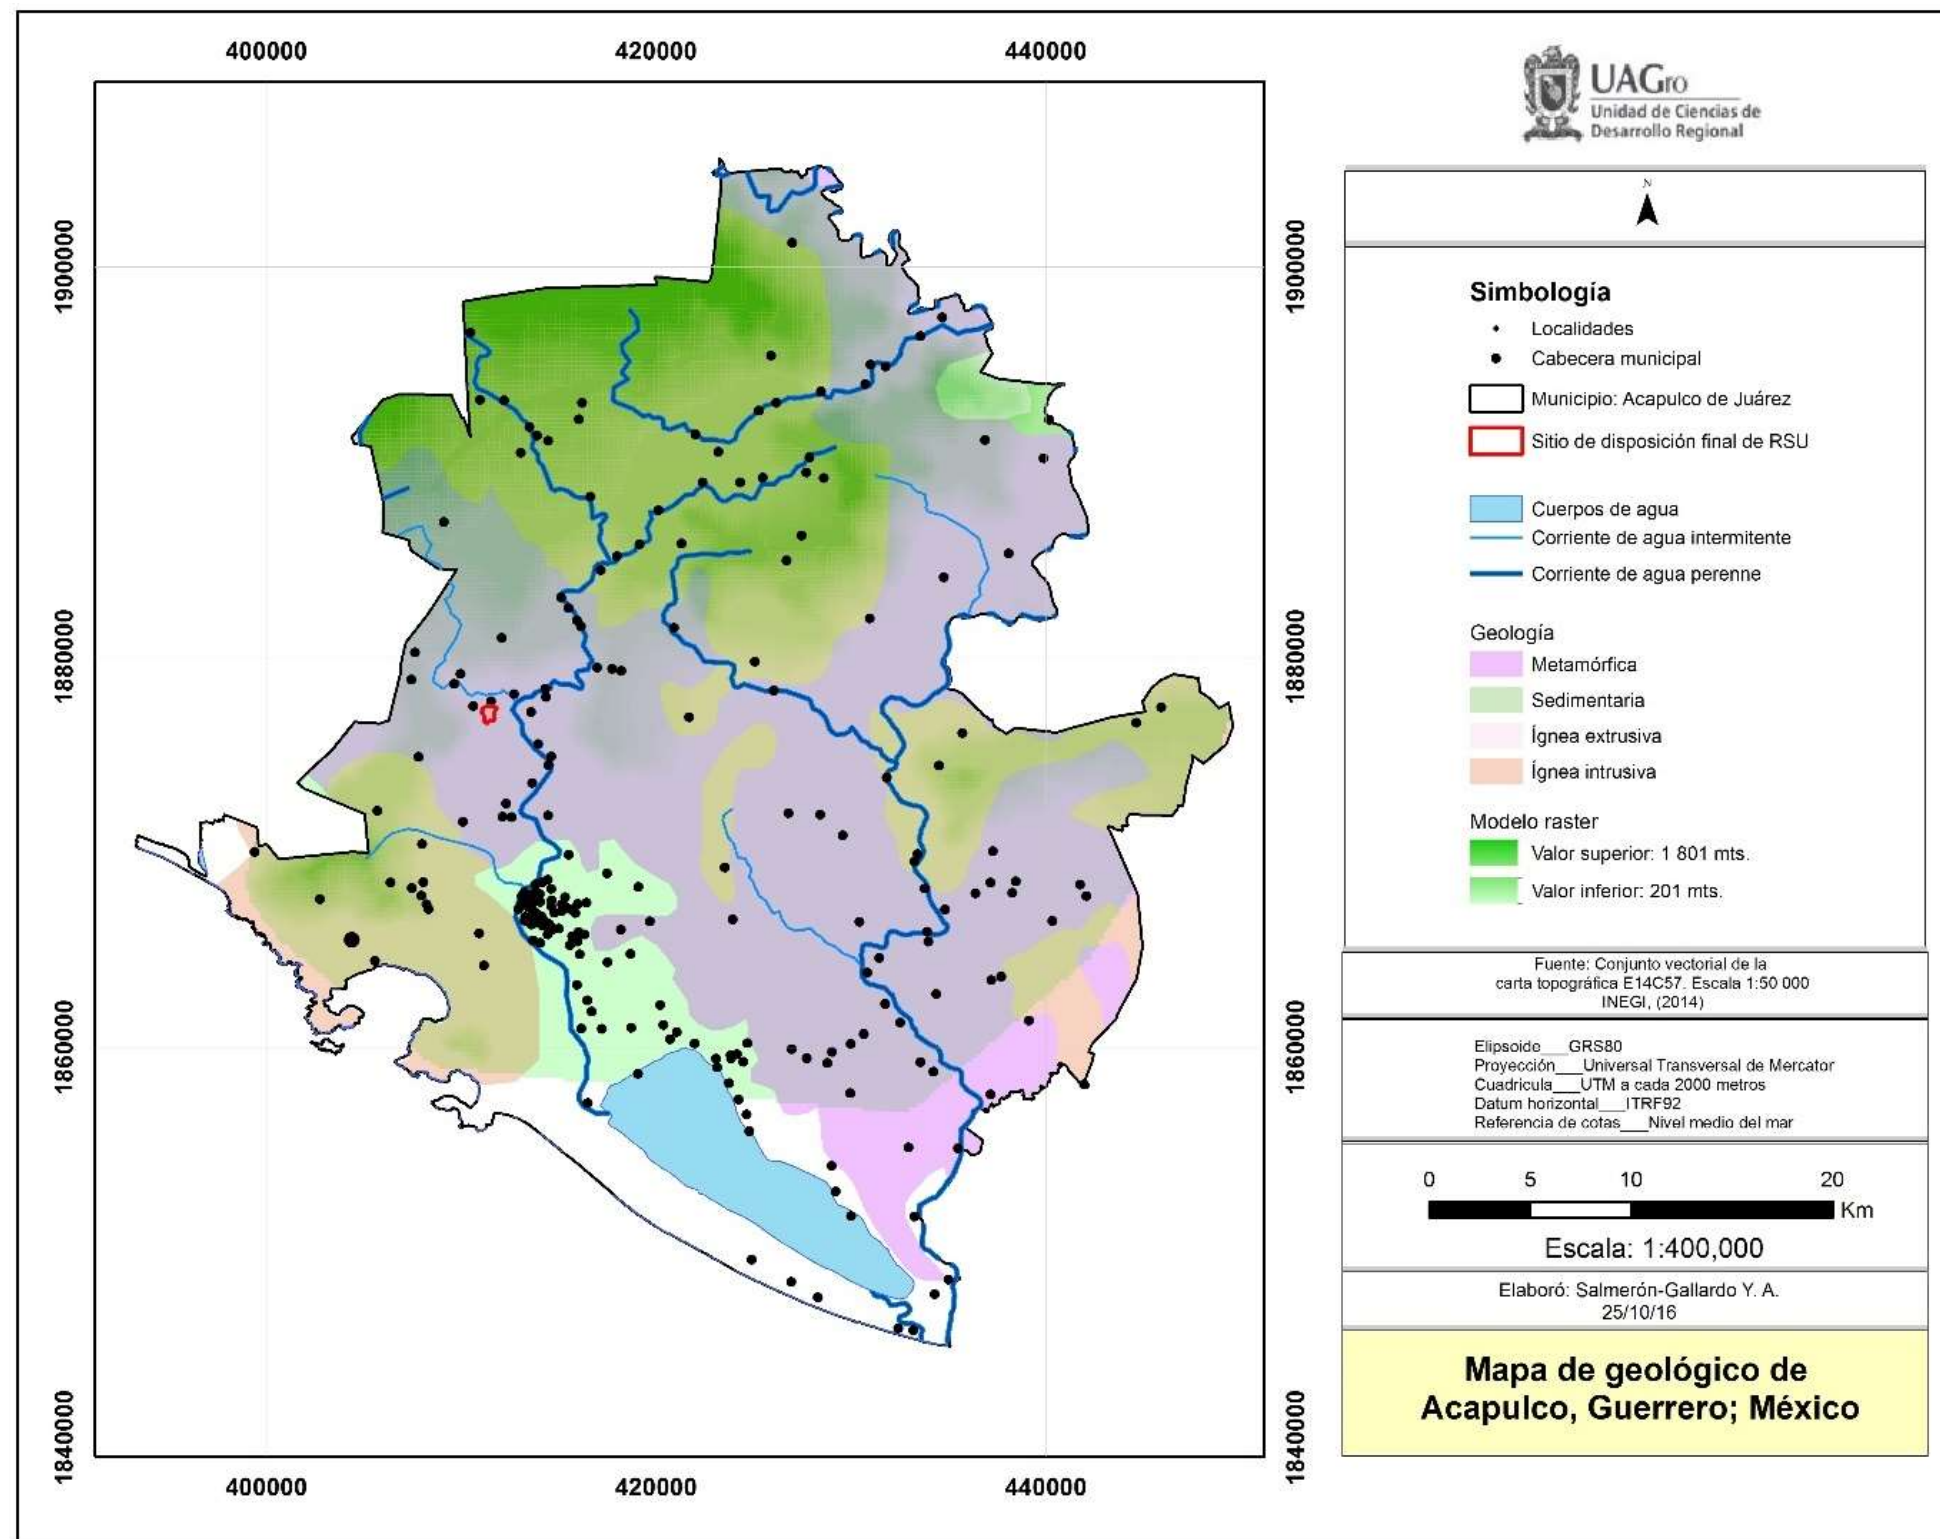 400000 420000 440000
1900000 1900000
1880000 1880000
1860000 1860000
1840000 1840000
400000 420000 440000
UAGro
Unidad de Ciencias de
Desarrollo Regional
N
Simbología
Localidades
Cabecera municipal
Municipio: Acapulco de Juárez
Sitio de disposición final de RSU
Cuerpos de agua
Corriente de agua intermitente
Corriente de agua perenne
Geología
Metamórfica
Sedimentaria
Ígnea extrusiva
Ígnea intrusiva
Modelo raster
Valor superior: 1 801 mts.
Valor inferior: 201 mts.
Fuente: Conjunto vectorial de la
carta topográfica E14C57. Escala 1:50 000
INEGI, (2014)
Elipsoide___GRS80
Proyección___Universal Transversal de Mercator
Cuadricula___UTM a cada 2000 metros
Datum horizontal___ITRF92
Referencia de cotas___Nivel medio del mar
0 5 10 20
Km
Escala: 1:400,000
Elaboró: Salmerón-Gallardo Y. A.
25/10/16
Mapa de geológico de
Acapulco, Guerrero; México